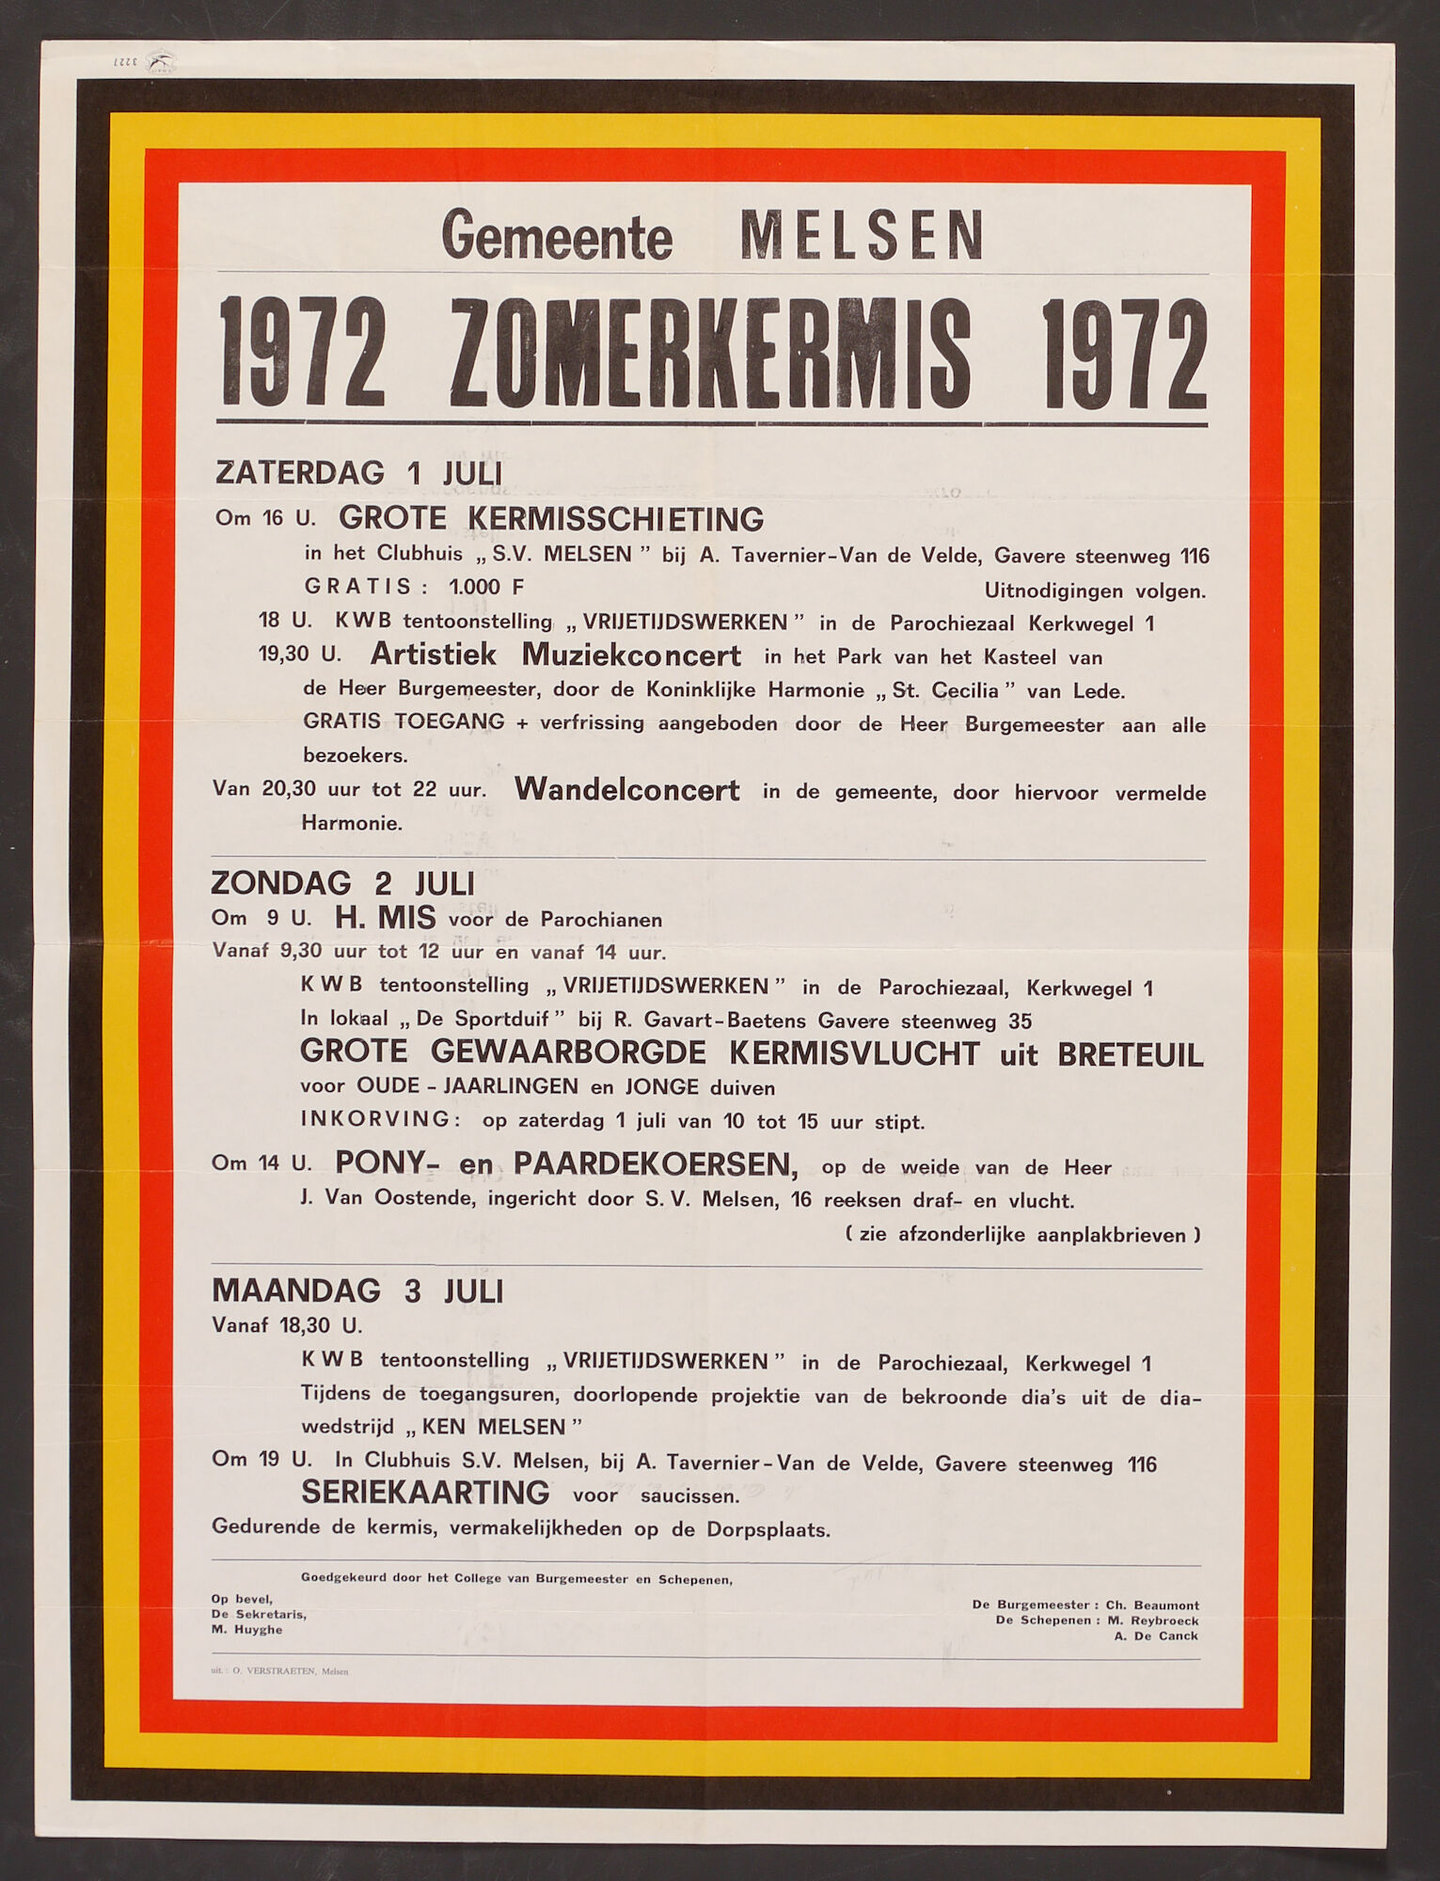 3227
Gemeente MELSEN
1972 ZOMERKERMIS 1972
ZATERDAG 1 JULI
Om 16 U. GROTE KERMISSCHIETING
in het Clubhuis „ S.V. MELSEN ” bij A. Tavernier-Van de Velde, Gavere steenweg 116
GRATIS : 1.000 F Uitnodigingen volgen.
18 U. KWB tentoonstelling „ VRIJETIJDSWERKEN ” in de Parochiezaal Kerkwegel 1
19,30 U. Artistiek Muziekconcert in het Park van het Kasteel van
de Heer Burgemeester, door de Koninklijke Harmonie „ St. Cecilia ” van Lede.
GRATIS TOEGANG + verfrissing aangeboden door de Heer Burgemeester aan alle
bezoekers.
Van 20,30 uur tot 22 uur. Wandelconcert in de gemeente, door hiervoor vermelde
Harmonie.
ZONDAG 2 JULI
Om 9 U. H. MIS voor de Parochianen
Vanaf 9,30 uur tot 12 uur en vanaf 14 uur.
KWB tentoonstelling „ VRIJETIJDSWERKEN ” in de Parochiezaal, Kerkwegel 1
In lokaal „ De Sportduif ” bij R. Gavart-Baetens Gavere steenweg 35
GROTE GEWAARBORGDE KERMISVLUCHT uit BRETEUIL
voor OUDE - JAARLINGEN en JONGE duiven
INKORVING : op zaterdag 1 juli van 10 tot 15 uur stipt.
Om 14 U. PONY- en PAARDEKOERSEN, op de weide van de Heer
J. Van Oostende, ingericht door S.V. Melsen, 16 reeksen draf- en vlucht.
( zie afzonderlijke aanplakbrieven )
MAANDAG 3 JULI
Vanaf 18,30 U.
KWB tentoonstelling „ VRIJETIJDSWERKEN ” in de Parochiezaal, Kerkwegel 1
Tijdens de toegangsuren, doorlopende projektie van de bekroonde dia's uit de dia-
wedstrijd „ KEN MELSEN ”
Om 19 U. In Clubhuis S.V. Melsen, bij A. Tavernier-Van de Velde, Gavere steenweg 116
SERIEKAARTING voor saucissen.
Gedurende de kermis, vermakelijkheden op de Dorpsplaats.
Goedgekeurd door het College van Burgemeester en Schepenen,
Op bevel,
De Sekretaris,
M. Huyghe
De Burgemeester : Ch. Beaumont
De Schepenen : M. Reybroeck
A. De Canck
uit. : O. VERSTRAETEN, Melsen